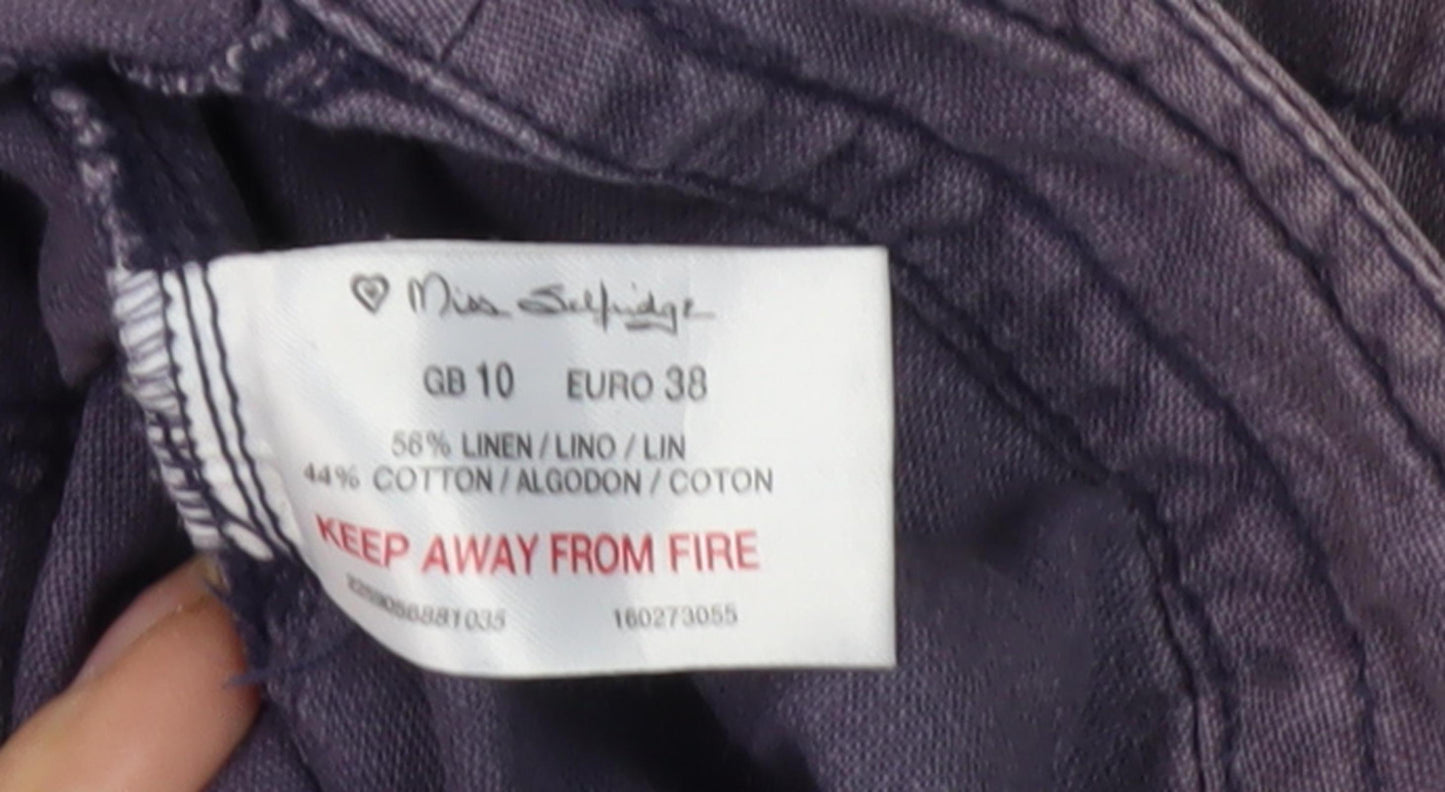 Miss Selfridge
GB 10 EURO 38
56% LINEN / LINO / LIN
44% COTTON / ALGODON / COTON
KEEP AWAY FROM FIRE
160273055